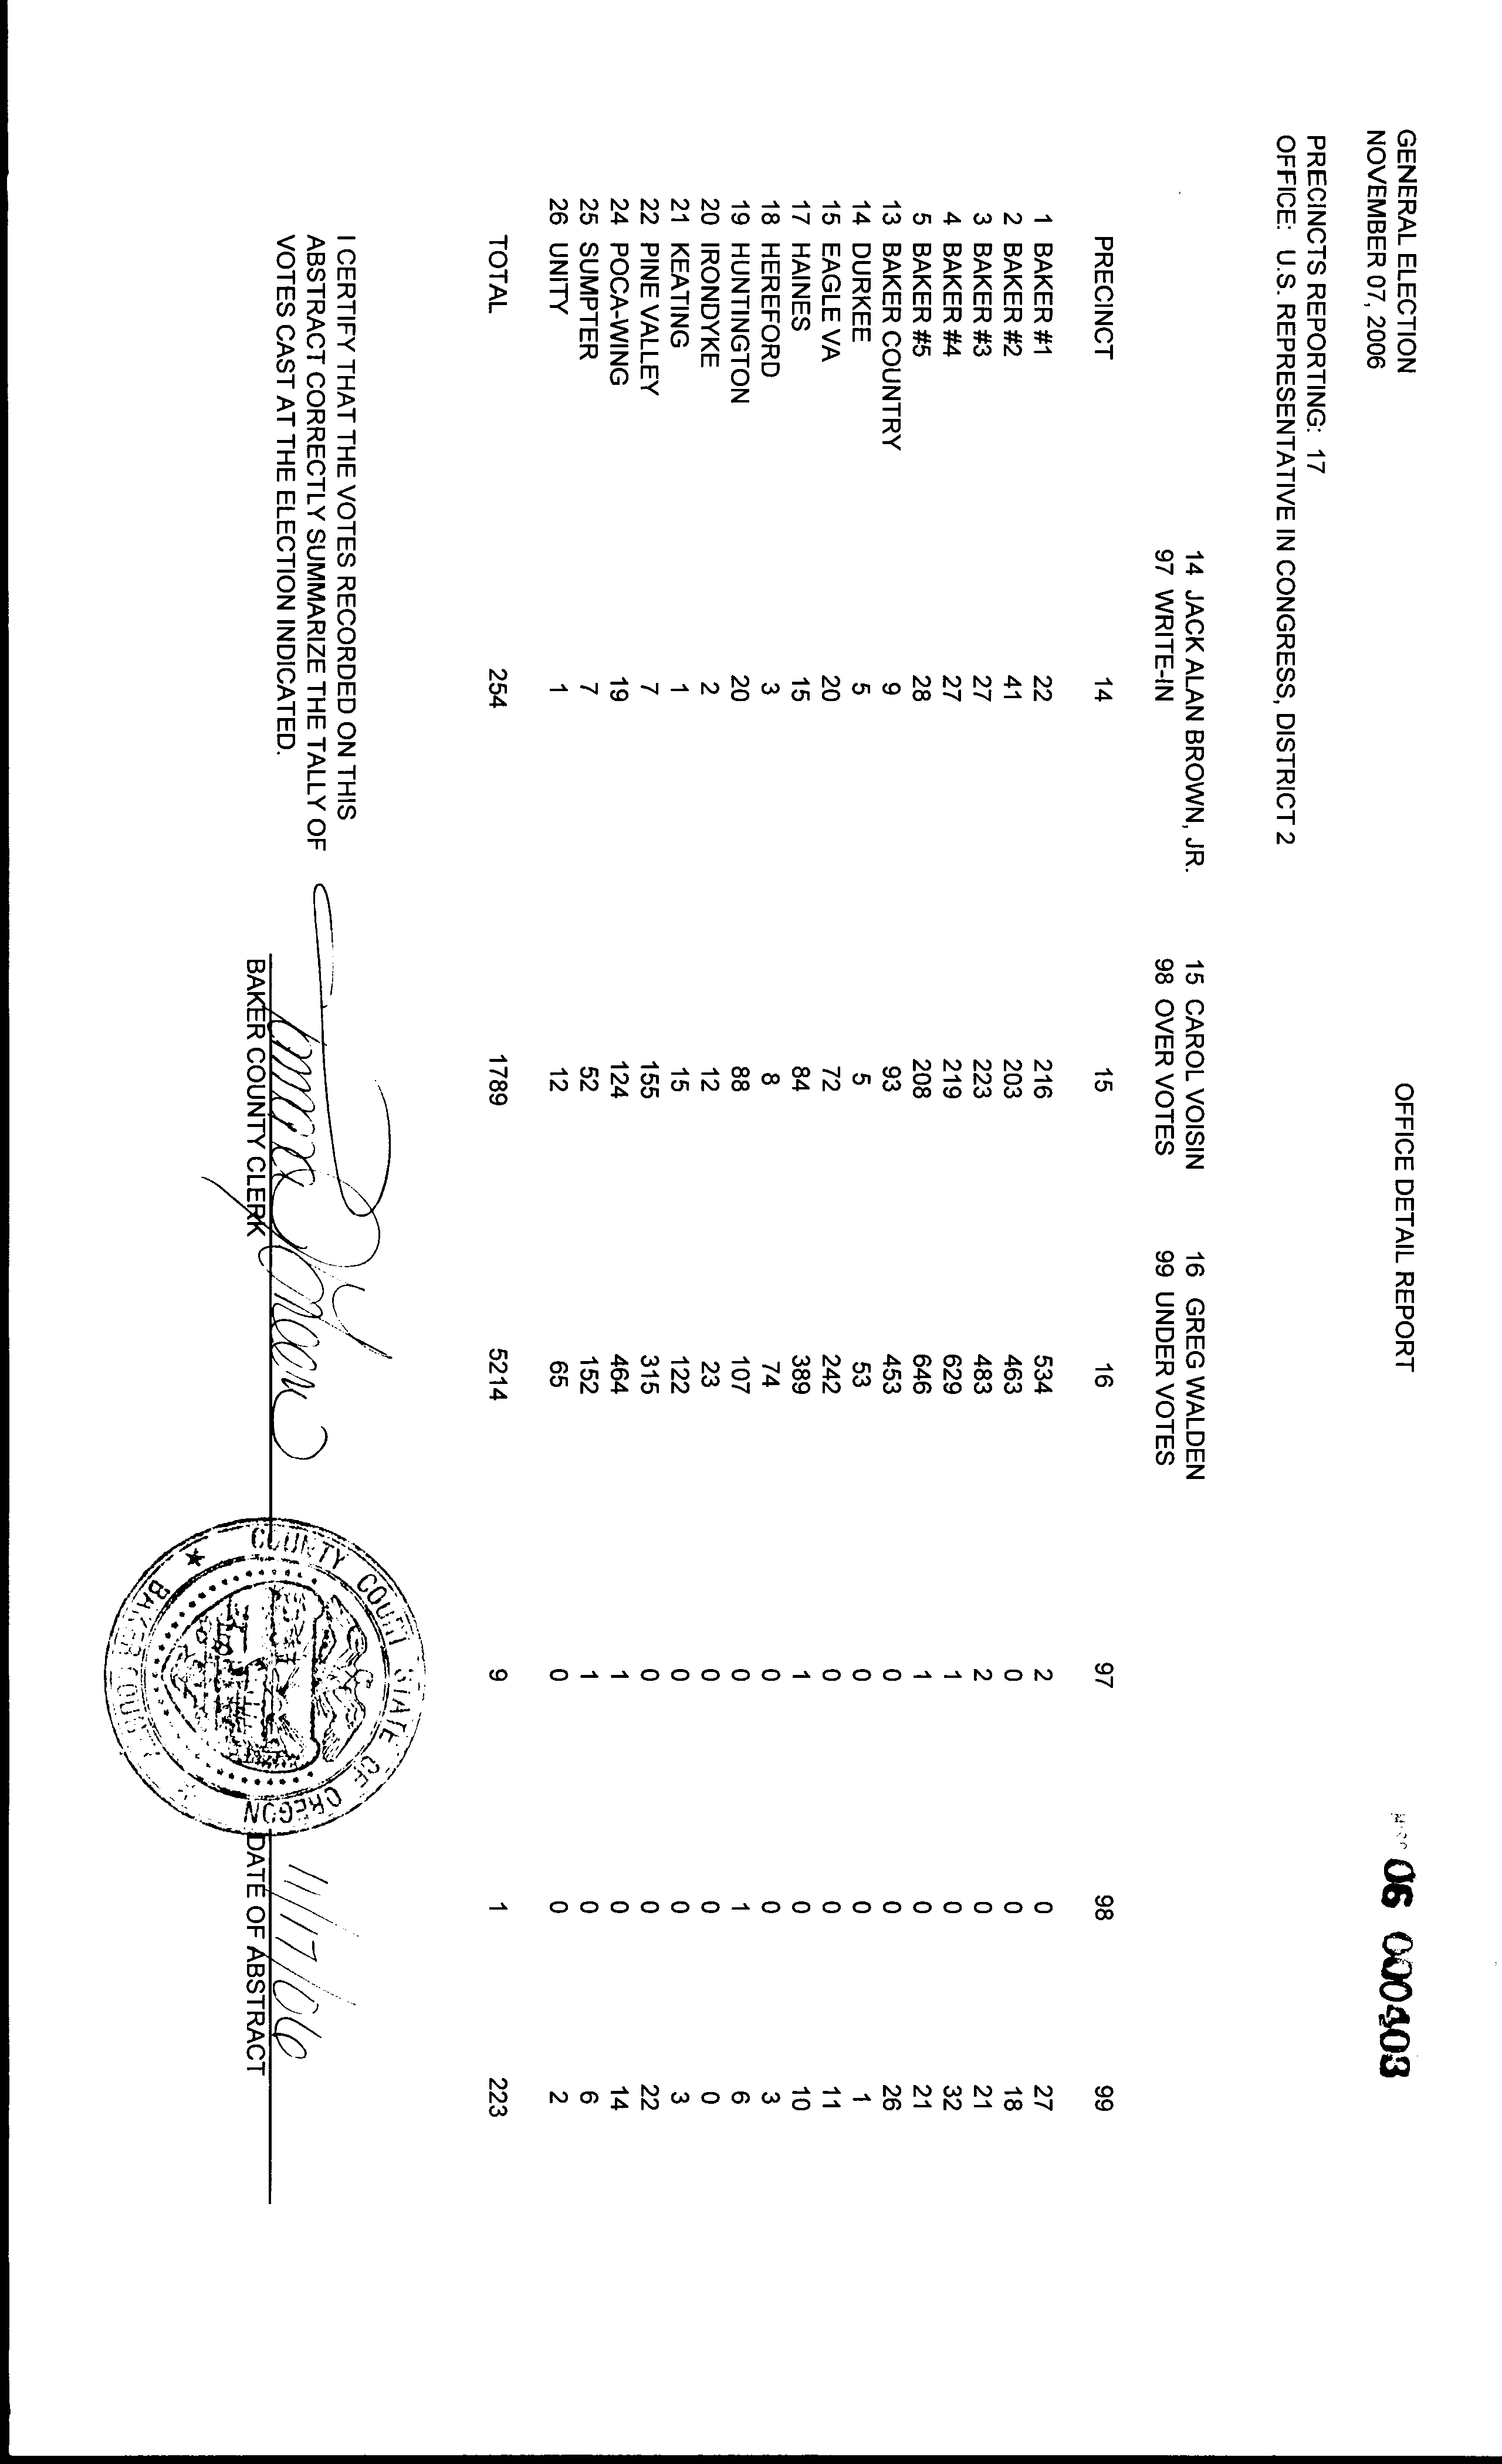 OFFICE DETAIL REPORT
06 000403
GENERAL ELECTION
NOVEMBER 07, 2006
PRECINCTS REPORTING: 17
OFFICE: U.S. REPRESENTATIVE IN CONGRESS, DISTRICT 2
14 JACK ALAN BROWN, JR. 15 CAROL VOISIN 16 GREG WALDEN
97 WRITE-IN 98 OVER VOTES 99 UNDER VOTES
PRECINCT 14 15 16 97 98 99
1 BAKER #1 22 216 534 2 0 27
2 BAKER #2 41 203 463 0 0 18
3 BAKER #3 27 223 483 2 0 21
4 BAKER #4 27 219 629 1 0 32
5 BAKER #5 28 208 646 1 0 21
13 BAKER COUNTRY 9 93 453 0 0 26
14 DURKEE 5 5 53 0 0 1
15 EAGLE VA 20 72 242 0 0 11
17 HAINES 15 84 389 1 0 10
18 HEREFORD 3 8 74 0 0 3
19 HUNTINGTON 20 88 107 0 1 6
20 IRONDYKE 2 12 23 0 0 0
21 KEATING 1 15 122 0 0 3
22 PINE VALLEY 7 155 315 0 0 22
24 POCA-WING 19 124 464 1 0 14
25 SUMPTER 7 52 152 1 0 6
26 UNITY 1 12 65 0 0 2
TOTAL 254 1789 5214 9 1 223
I CERTIFY THAT THE VOTES RECORDED ON THIS
ABSTRACT CORRECTLY SUMMARIZE THE TALLY OF
VOTES CAST AT THE ELECTION INDICATED.
11/17/06
BAKER COUNTY CLERK DATE OF ABSTRACT
COUNTY COURT STATE OF OREGON
BAKER COUNTY